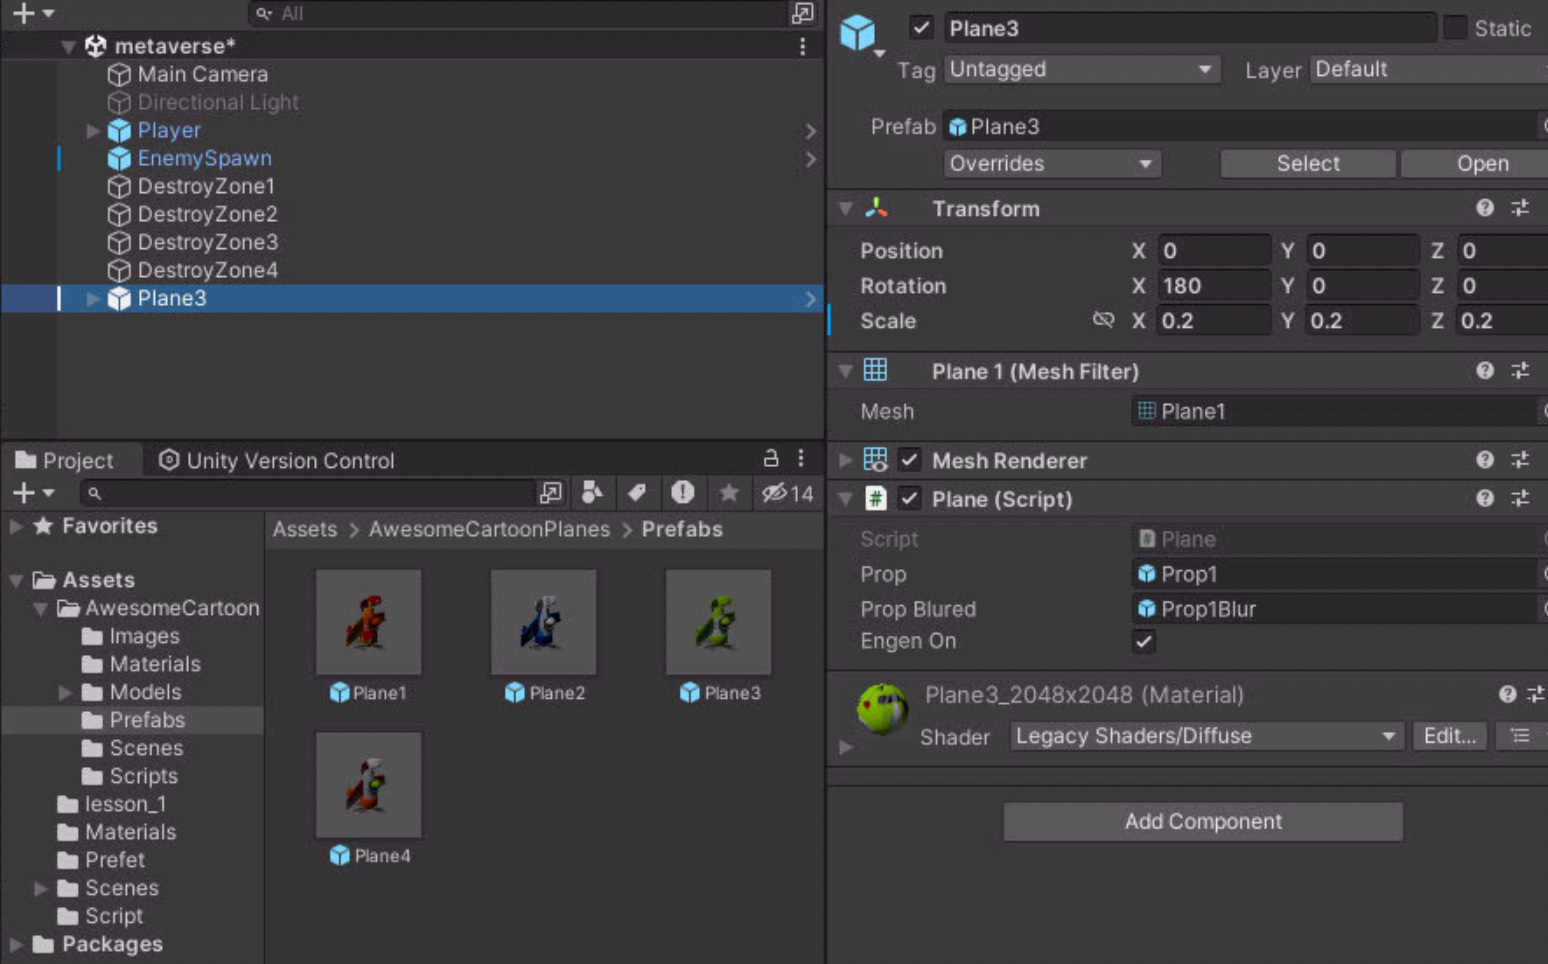 All
metaverse*
Main Camera
Directional Light
Player
EnemySpawn
DestroyZone1
DestroyZone2
DestroyZone3
DestroyZone4
Plane3
Project
Unity Version Control
14
Favorites
Assets
AwesomeCartoon
Images
Materials
Models
Prefabs
Scenes
Scripts
lesson_1
Materials
Prefet
Scenes
Script
Packages
Assets > AwesomeCartoonPlanes > Prefabs
Plane1
Plane2
Plane3
Plane4
Plane3
Static
Tag Untagged
Layer Default
Prefab Plane3
Overrides
Select
Open
Transform
Position X 0 Y 0 Z 0
Rotation X 180 Y 0 Z 0
Scale X 0.2 Y 0.2 Z 0.2
Plane 1 (Mesh Filter)
Mesh Plane1
Mesh Renderer
# Plane (Script)
Script Plane
Prop Prop1
Prop Blured Prop1Blur
Engen On
Plane3_2048x2048 (Material)
Shader Legacy Shaders/Diffuse Edit...
Add Component